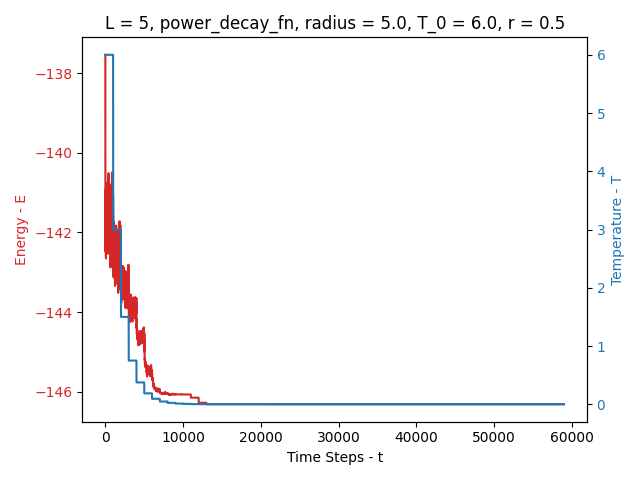 L = 5, power_decay_fn, radius = 5.0, T_0 = 6.0, r = 0.5
−138
−140
−142
−144
−146
Energy - E
6
5
4
3
2
1
0
Temperature - T
0 10000 20000 30000 40000 50000 60000
Time Steps - t